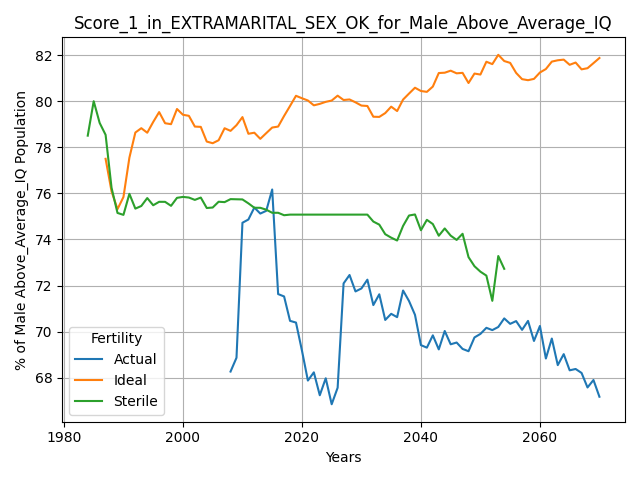 Score_1_in_EXTRAMARITAL_SEX_OK_for_Male_Above_Average_IQ
% of Male Above_Average_IQ Population
82
80
78
76
74
72
70
68
Fertility
Actual
Ideal
Sterile
1980 2000 2020 2040 2060
Years